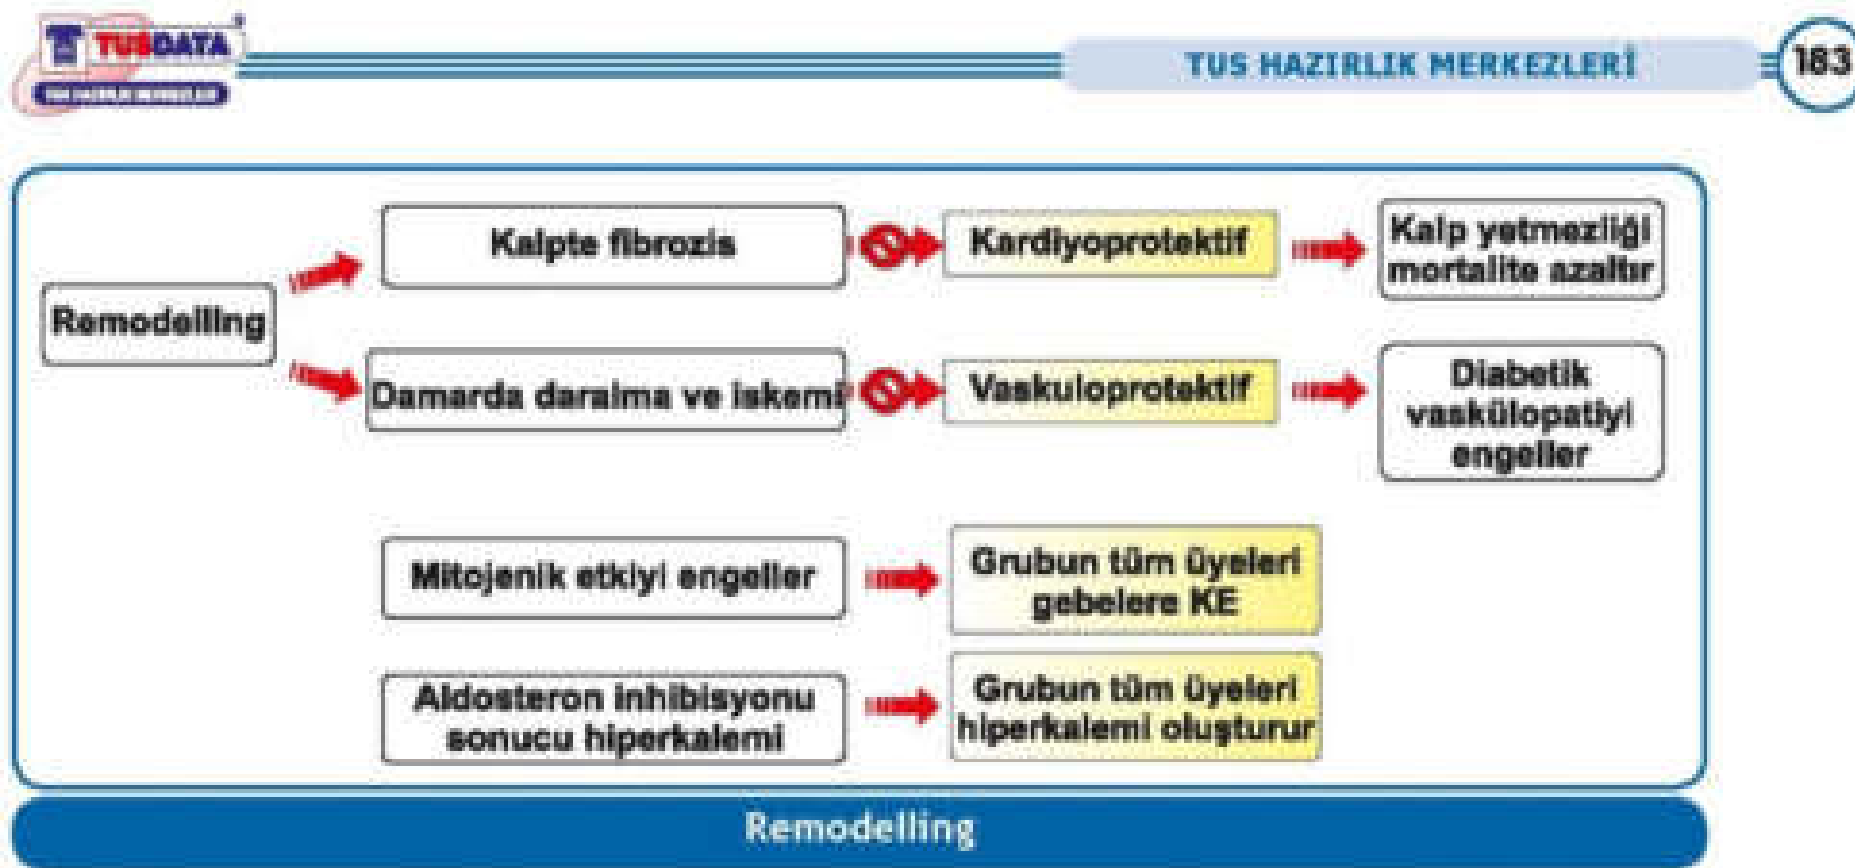 TUSDATA
TUS HAZIRLIK MERKEZLERİ
183
Kalpte fibrozis
Kardiyoprotektif
Kalp yetmezliği
mortalite azaltır
Remodelling
Damarda daralma ve iskemi
Vaskuloprotektif
Diabetik
vaskülopatiyi
engeller
Mitojenik etkiyi engeller
Grubun tüm üyeleri
gebelere KE
Aldosteron inhibisyonu
sonucu hiperkalemi
Grubun tüm üyeleri
hiperkalemi oluşturur
Remodelling